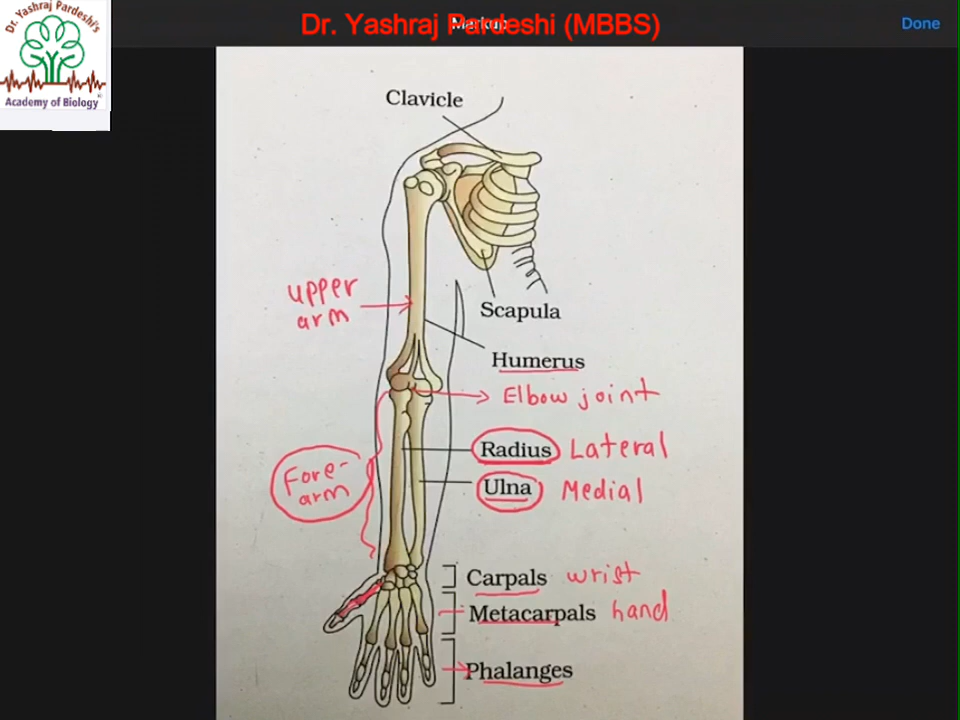 Dr. Yashraj Pardeshi's
Academy of Biology
Dr. Yashraj Pardeshi (MBBS)
Markup
Done
Clavicle
upper
arm
Scapula
Humerus
Elbow joint
Radius Lateral
Fore-
arm
Ulna Medial
Carpals wrist
Metacarpals hand
Phalanges